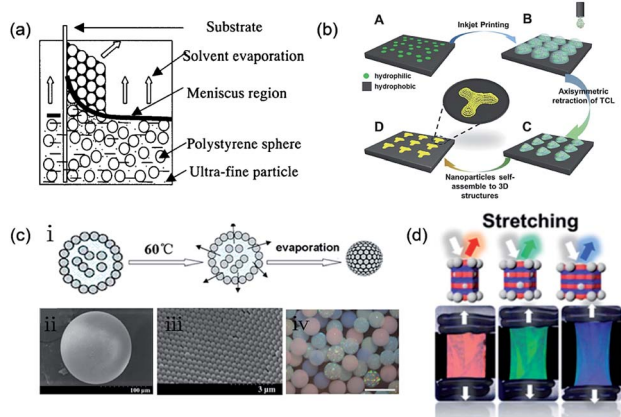 (a)
Substrate
Solvent evaporation
Meniscus region
Polystyrene sphere
Ultra-fine particle
(b)
A
Inkjet Printing
B
hydrophilic
hydrophobic
Axisymmetric
retraction of TCL
D
C
Nanoparticles self-
assemble to 3D
structures
(c)
i
60℃
evaporation
ii
100 μm
iii
3 μm
iv
(d)
Stretching